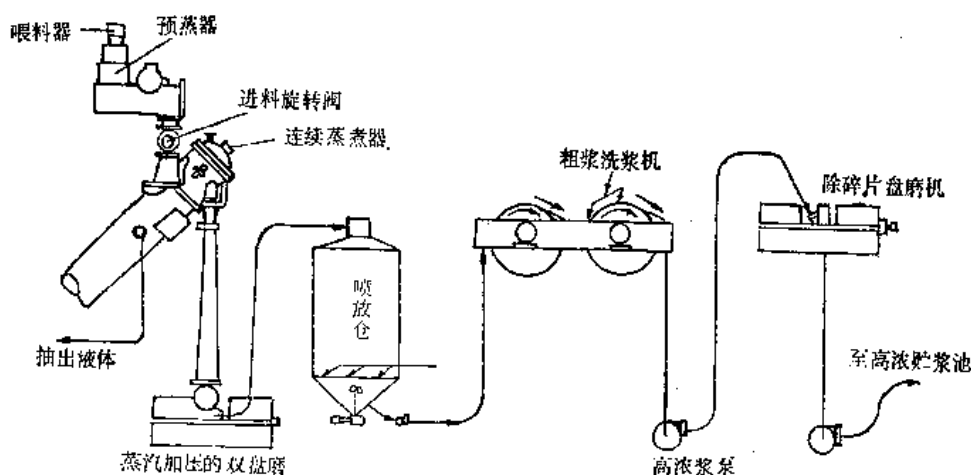 喂料器
预蒸器
进料旋转阀
连续蒸煮器
抽出液体
蒸汽加压的双盘磨
喷放仓
粗浆洗浆机
高浓浆泵
除碎片盘磨机
至高浓贮浆池